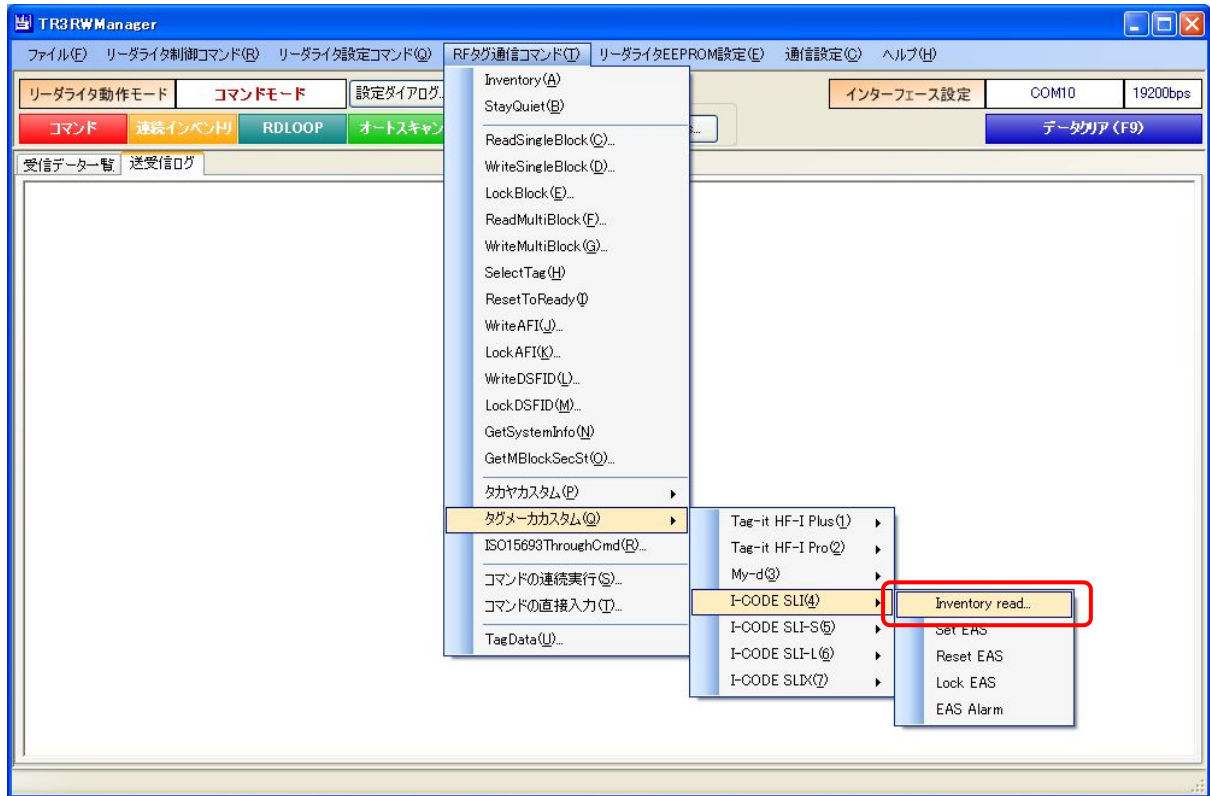 TR3RWManager
ファイル(F) リーダライタ制御コマンド(R) リーダライタ設定コマンド(Q) RFタグ通信コマンド(T) リーダライタEEPROM設定(E) 通信設定(C) ヘルプ(H)
リーダライタ動作モード コマンドモード 設定ダイアログ インターフェース設定 COM10 19200bps
コマンド 連続インベントリ RDLOOP オートスキャン データクリア(F9)
受信データ一覧 送受信ログ
Inventory(A)
StayQuiet(B)
ReadSingleBlock(C)...
WriteSingleBlock(D)...
LockBlock(E)...
ReadMultiBlock(F)...
WriteMultiBlock(G)...
SelectTag(H)
ResetToReady(I)
WriteAFI(J)...
LockAFI(K)...
WriteDSFID(L)...
LockDSFID(M)...
GetSystemInfo(N)
GetMBlockSecSt(O)...
タカヤカスタム(P)
タグメーカカスタム(Q)
ISO15693ThroughCmd(R)...
コマンドの連続実行(S)...
コマンドの直接入力(T)...
TagData(U)...
Tag-it HF-I Plus(1)
Tag-it HF-I Pro(2)
My-d(3)
I-CODE SLI(4)
I-CODE SLI-S(5)
I-CODE SLI-L(6)
I-CODE SLIX(7)
Inventory read...
Set EAS
Reset EAS
Lock EAS
EAS Alarm